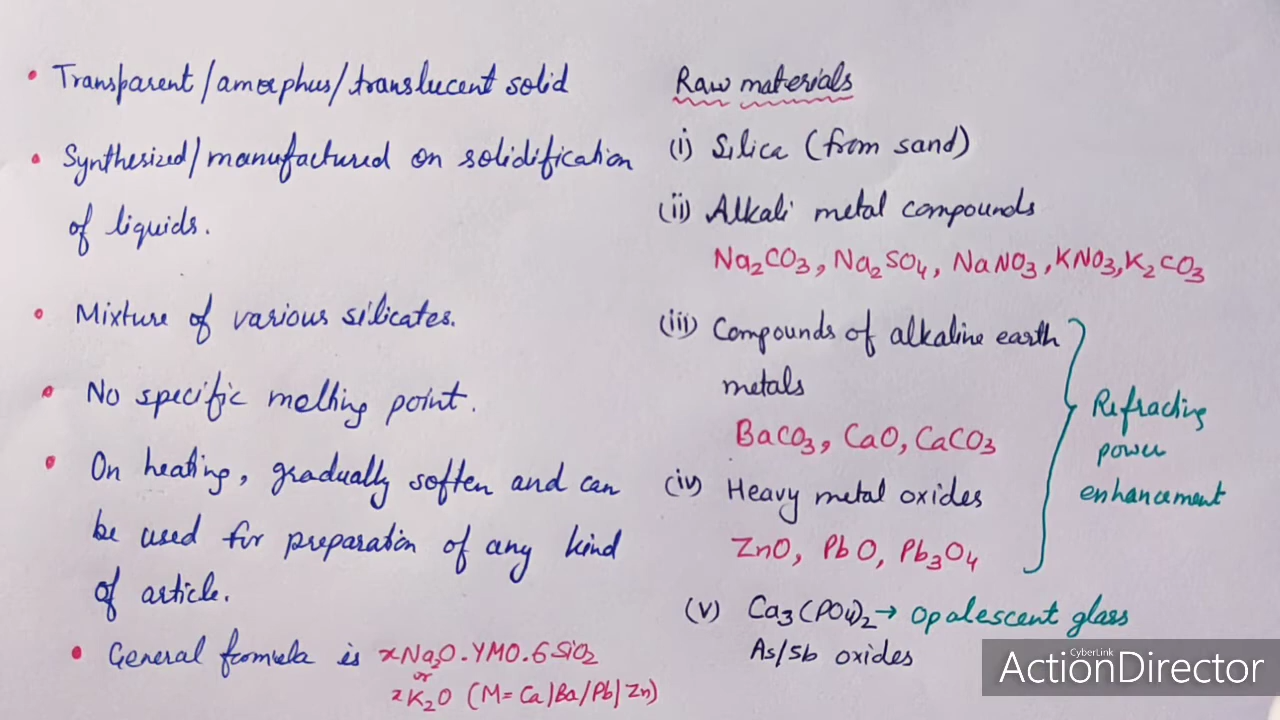 • Transparent/amorphus/translucent solid
• Synthesized/manufactured on solidification
of liquids.
• Mixture of various silicates.
• No specific melting point.
• On heating, gradually soften and can
be used for preparation of any kind
of article.
• General formula is xNa2O.YMO.6SiO2
or
xK2O (M= Ca/Ba/Pb/Zn)
Raw materials
(i) Silica (from sand)
(ii) Alkali metal compounds
Na2CO3, Na2SO4, NaNO3, KNO3, K2CO3
(iii) Compounds of alkaline earth
metals
BaCO3, CaO, CaCO3
(iv) Heavy metal oxides
ZnO, PbO, Pb3O4
Refracting
power
enhancement
(v) Ca3(PO4)2 → Opalescent glass
As/Sb oxides
CyberLink
ActionDirector